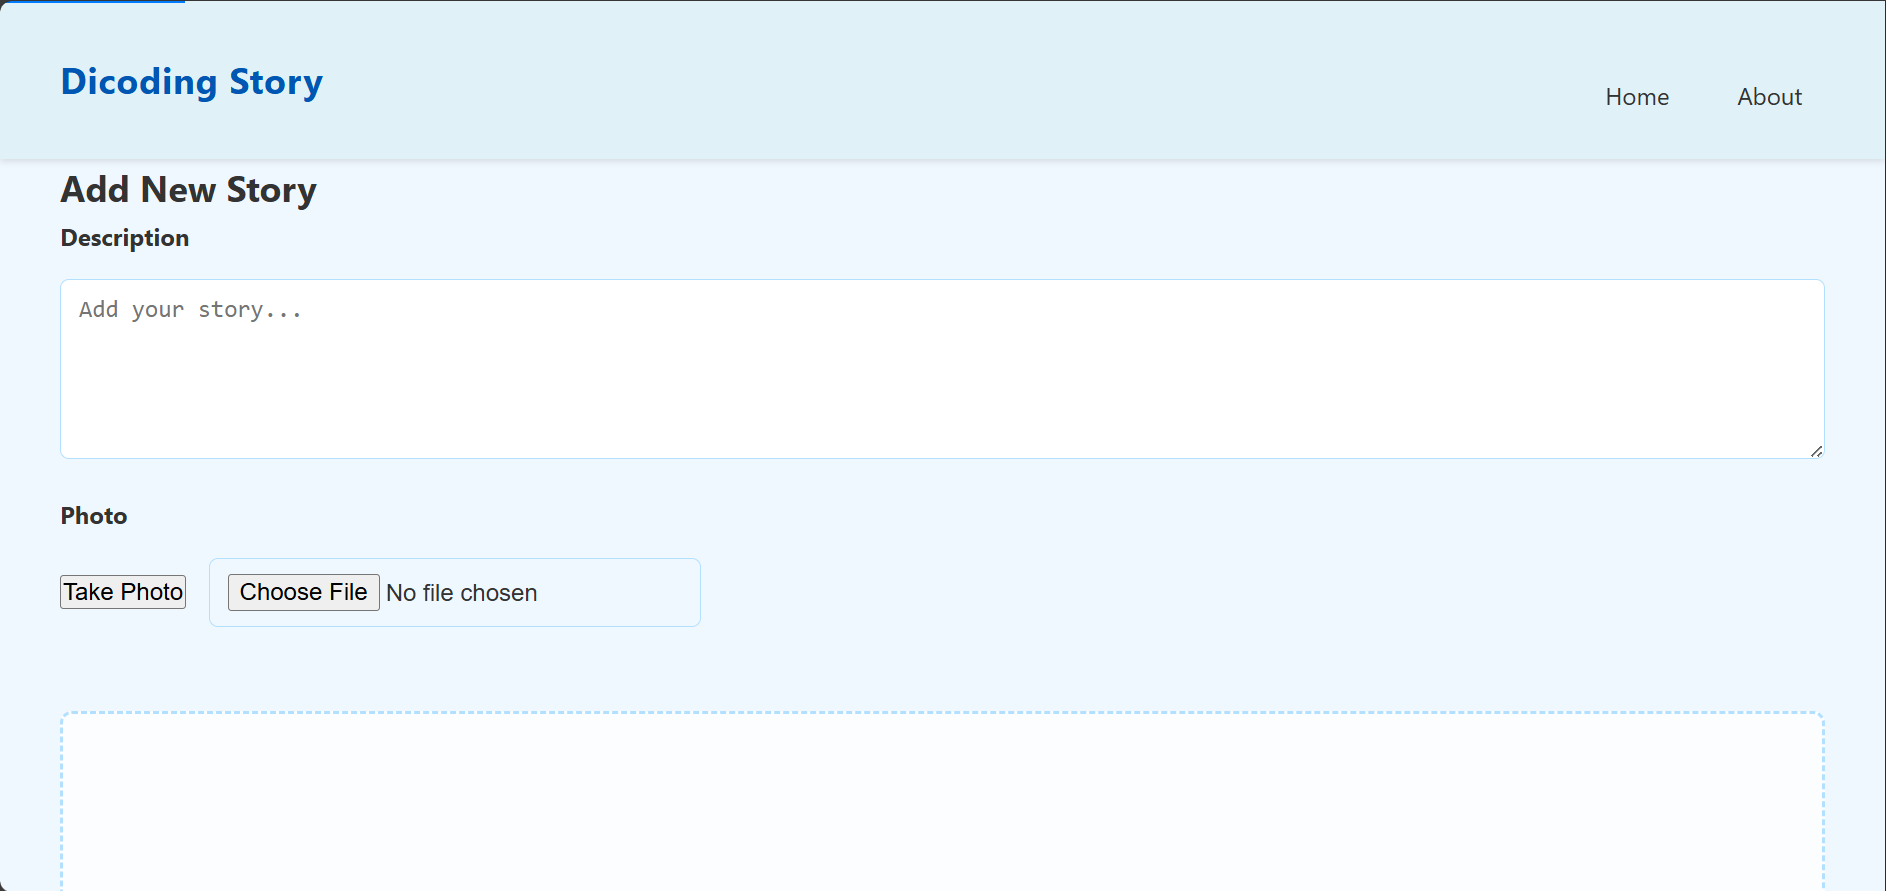 Dicoding Story
Home About
Add New Story
Description
Add your story...
Photo
Take Photo Choose File No file chosen